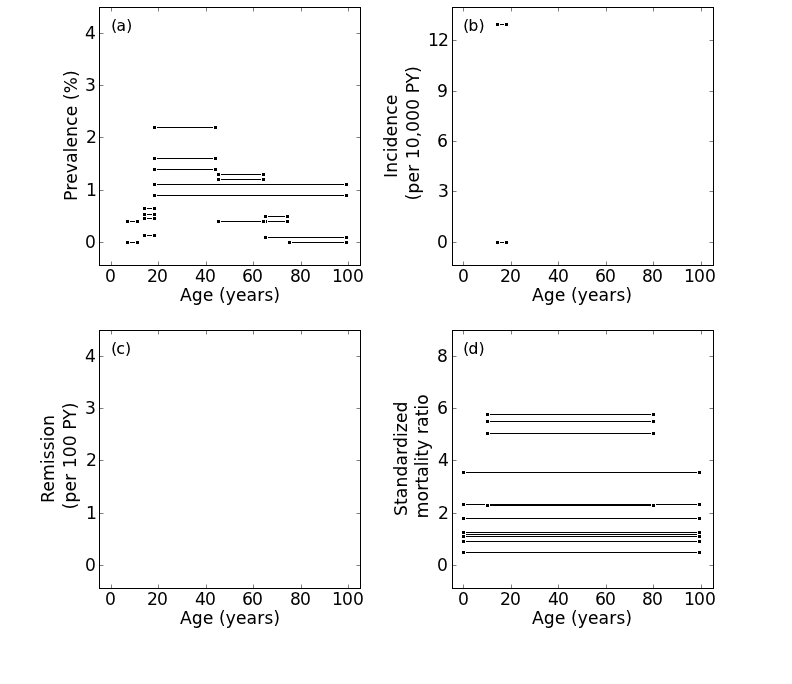 (a)
Prevalence (%)
4
3
2
1
0
0 20 40 60 80 100
Age (years)
(b)
Incidence
(per 10,000 PY)
12
9
6
3
0
0 20 40 60 80 100
Age (years)
(c)
Remission
(per 100 PY)
4
3
2
1
0
0 20 40 60 80 100
Age (years)
(d)
Standardized
mortality ratio
8
6
4
2
0
0 20 40 60 80 100
Age (years)